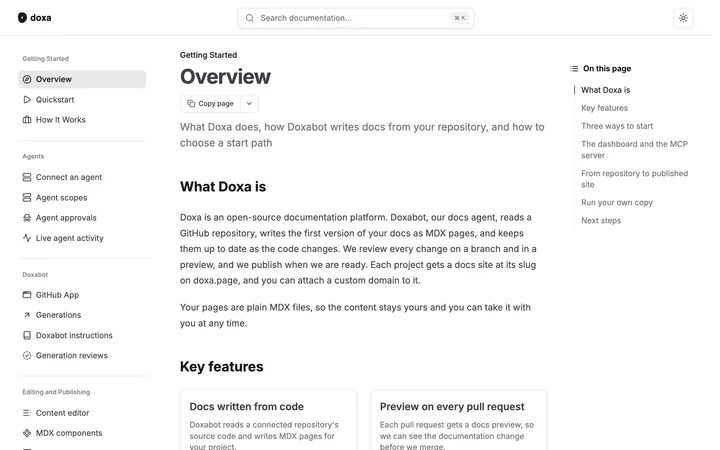 doxa
Search documentation...
⌘ K
Getting Started
Overview
Quickstart
How It Works
Agents
Connect an agent
Agent scopes
Agent approvals
Live agent activity
Doxabot
GitHub App
Generations
Doxabot instructions
Generation reviews
Editing and Publishing
Content editor
MDX components
Getting Started
Overview
Copy page
What Doxa does, how Doxabot writes docs from your repository, and how to
choose a start path
What Doxa is
Doxa is an open-source documentation platform. Doxabot, our docs agent, reads a
GitHub repository, writes the first version of your docs as MDX pages, and keeps
them up to date as the code changes. We review every change on a branch and in a
preview, and we publish when we are ready. Each project gets a docs site at its slug
on doxa.page, and you can attach a custom domain to it.
Your pages are plain MDX files, so the content stays yours and you can take it with
you at any time.
Key features
Docs written from code
Doxabot reads a connected repository's
source code and writes MDX pages for
your project.
Preview on every pull request
Each pull request gets a docs preview, so
we can see the documentation change
before we merge.
On this page
What Doxa is
Key features
Three ways to start
The dashboard and the MCP
server
From repository to published
site
Run your own copy
Next steps